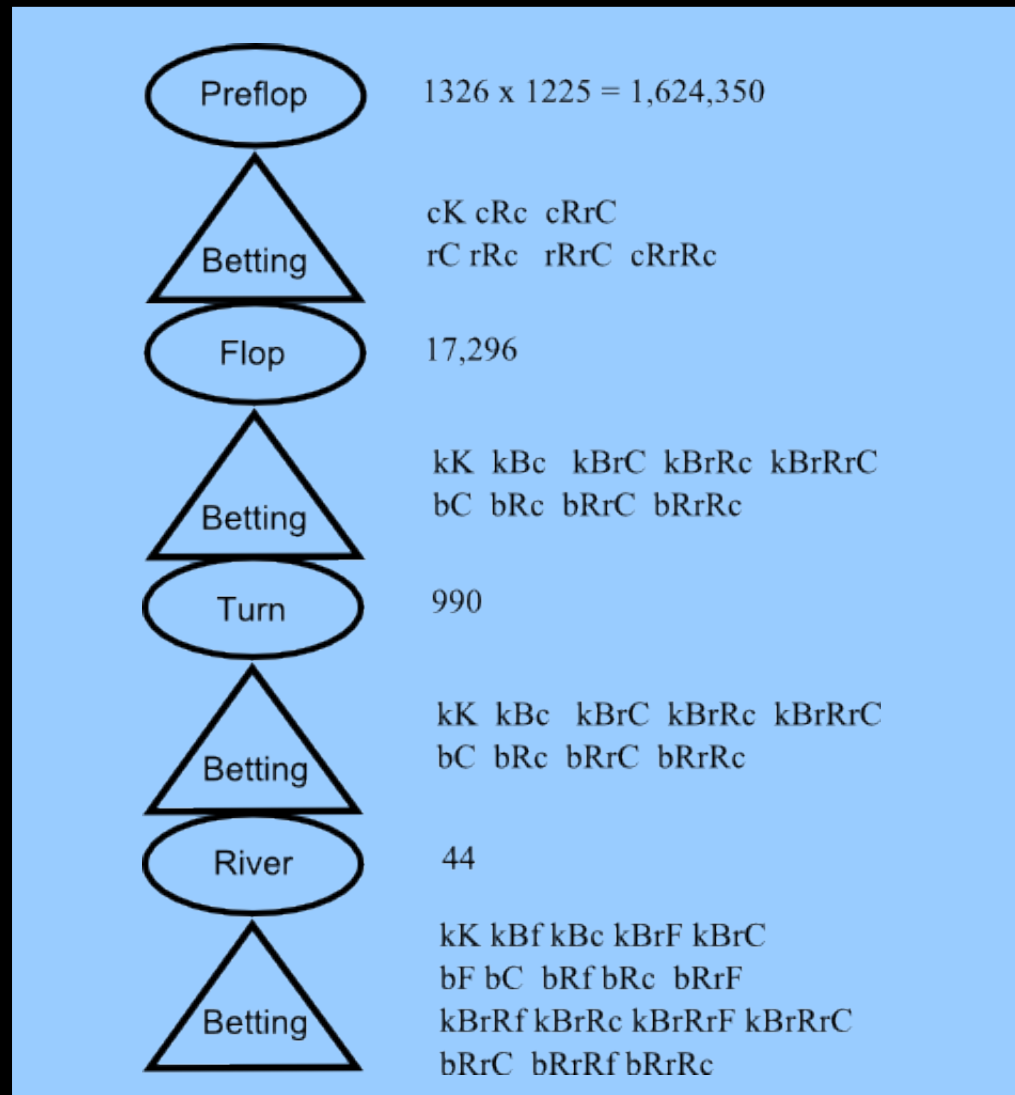 Preflop 1326 x 1225 = 1,624,350
cK cRc cRrC
Betting rC rRc rRrC cRrRc
Flop 17,296
kK kBc kBrC kBrRc kBrRrC
Betting bC bRc bRrC bRrRc
Turn 990
kK kBc kBrC kBrRc kBrRrC
Betting bC bRc bRrC bRrRc
River 44
kK kBf kBc kBrF kBrC
bF bC bRf bRc bRrF
Betting kBrRf kBrRc kBrRrF kBrRrC
bRrC bRrRf bRrRc